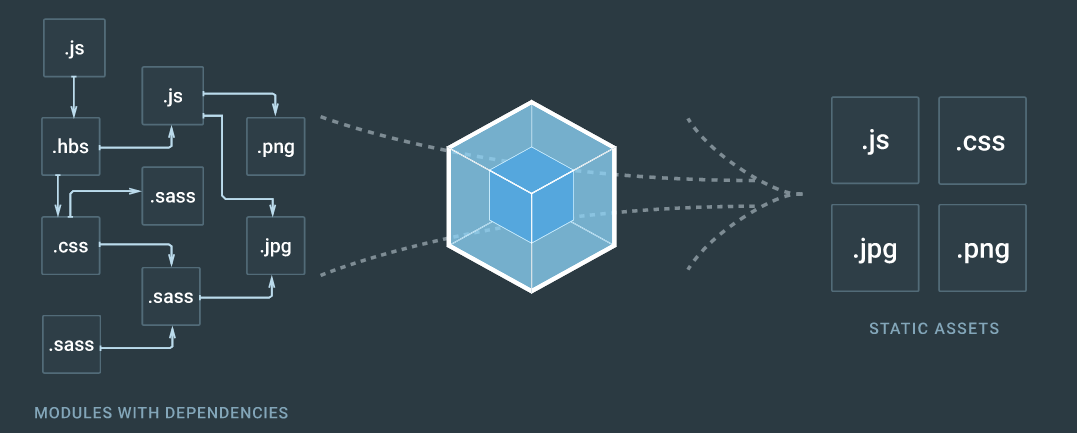 .js
.js
.hbs
.png
.sass
.css
.jpg
.sass
.sass
MODULES WITH DEPENDENCIES
.js
.css
.jpg
.png
STATIC ASSETS